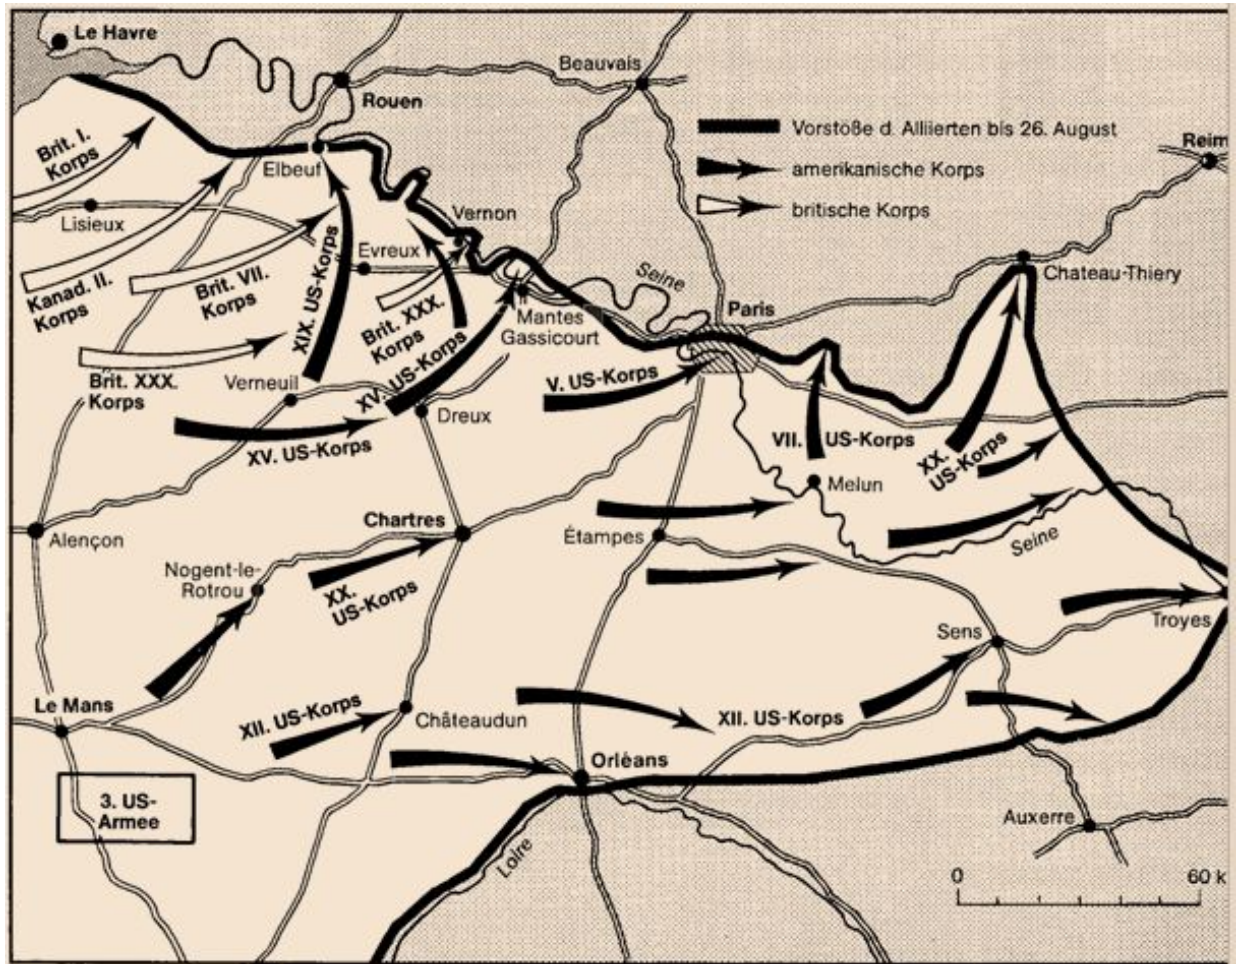 Le Havre
Rouen
Beauvais
Vorstöße d. Alliierten bis 26. August
amerikanische Korps
britische Korps
Reim
Brit. I.
Korps
Elbeuf
Lisieux
Vernon
Evreux
Chateau-Thiery
Kanad. II.
Korps
Brit. VII.
Korps
XIX. US-Korps
Brit. XXX.
Korps
Seine
Paris
Mantes
Gassicourt
Brit. XXX.
Korps
Verneuil
XV. US-Korps
Dreux
V. US-Korps
XV. US-Korps
VII. US-Korps
XX.
US-Korps
Melun
Alençon
Chartres
Étampes
Seine
Nogent-le-
Rotrou
XX.
US-Korps
Troyes
Sens
Le Mans
XII. US-Korps
Châteaudun
XII. US-Korps
Orléans
3. US-
Armee
Loire
Auxerre
0
60 k